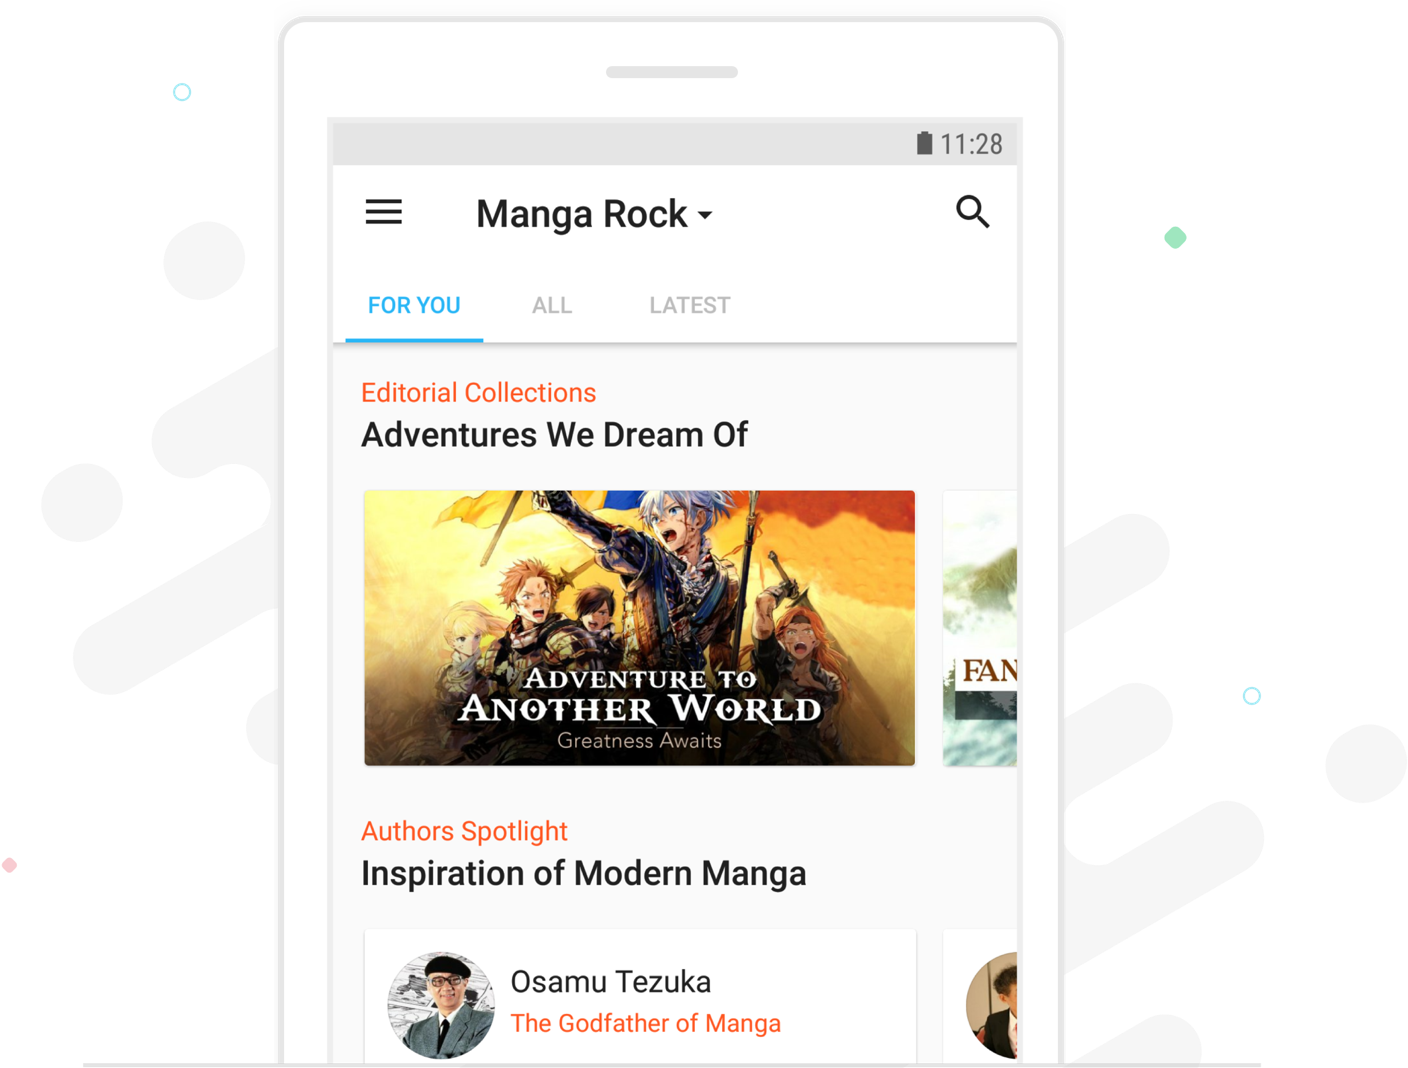 11:28
Manga Rock
FOR YOU
ALL
LATEST
Editorial Collections
Adventures We Dream Of
ADVENTURE TO
ANOTHER WORLD
Greatness Awaits
FAN
Authors Spotlight
Inspiration of Modern Manga
Osamu Tezuka
The Godfather of Manga